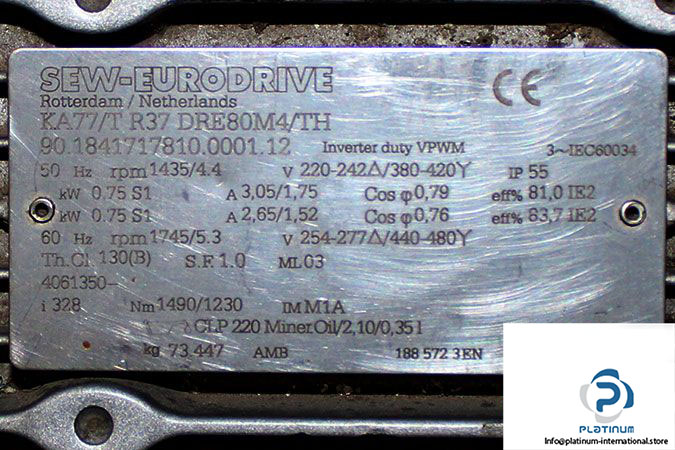 SEW-EURODRIVE
Rotterdam / Netherlands
CE
KA77/T R37 DRE80M4/TH
90.1841717810.0001.12 Inverter duty VPWM 3~IEC60034
50 Hz rpm 1435/4.4 V 220-242Δ/380-420Y IP 55
kW 0.75 S1 A 3,05/1,75 Cos φ 0,79 eff% 81,0 IE2
kW 0.75 S1 A 2,65/1,52 Cos φ 0,76 eff% 83,7 IE2
60 Hz rpm 1745/5.3 V 254-277Δ/440-480Y
Th.Cl. 130(B) S.F. 1.0 ML 03
4061350-
i 328 Nm 1490/1230 IM M1A
CLP 220 Miner.Oil/2,10/0,35 l
kg 73,447 AMB 188 572 3 EN
PLATINUM
Info@platinum-international.store